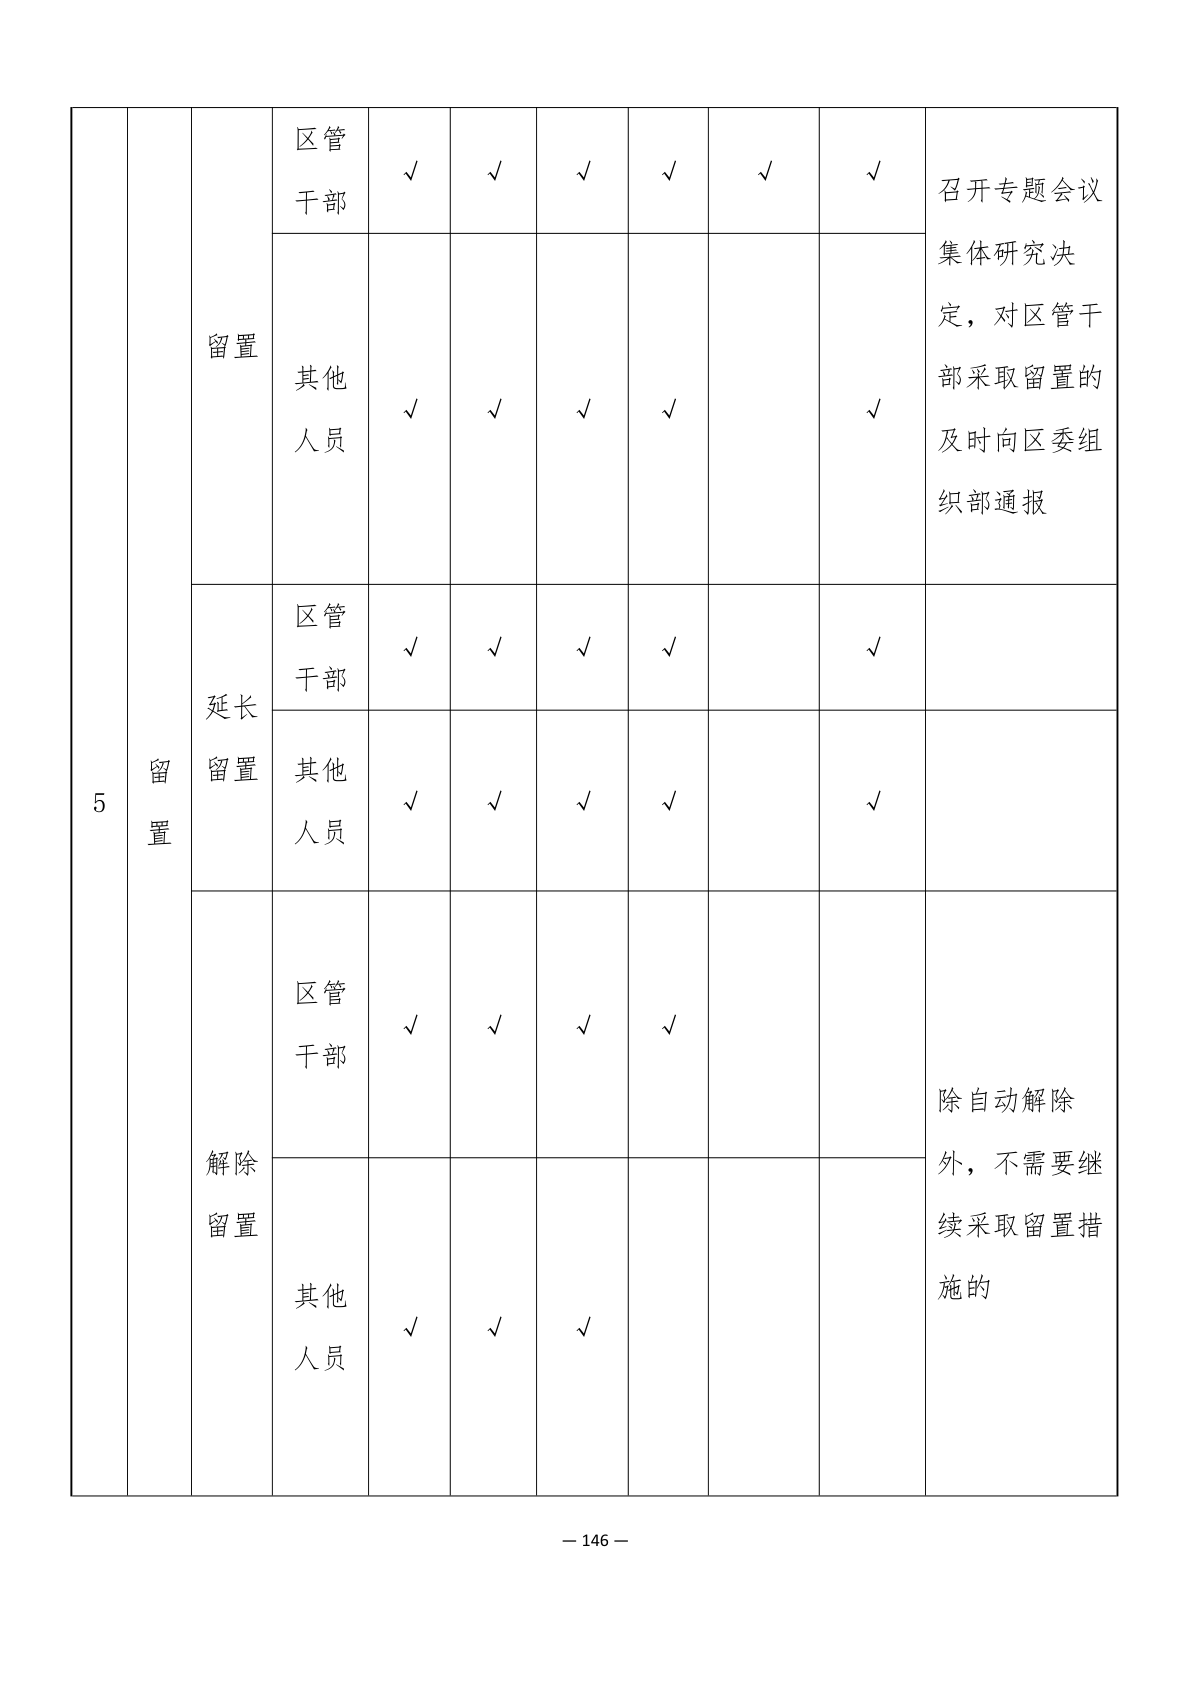 区管
干部
√ √ √ √ √ √
召开专题会议
集体研究决
定，对区管干
部采取留置的
及时向区委组
织部通报
留置
其他
人员
√ √ √ √ √
区管
干部
√ √ √ √ √
延长
留置
其他
人员
√ √ √ √ √
5
留
置
区管
干部
√ √ √ √
解除
留置
除自动解除
外，不需要继
续采取留置措
施的
其他
人员
√ √ √
— 146 —